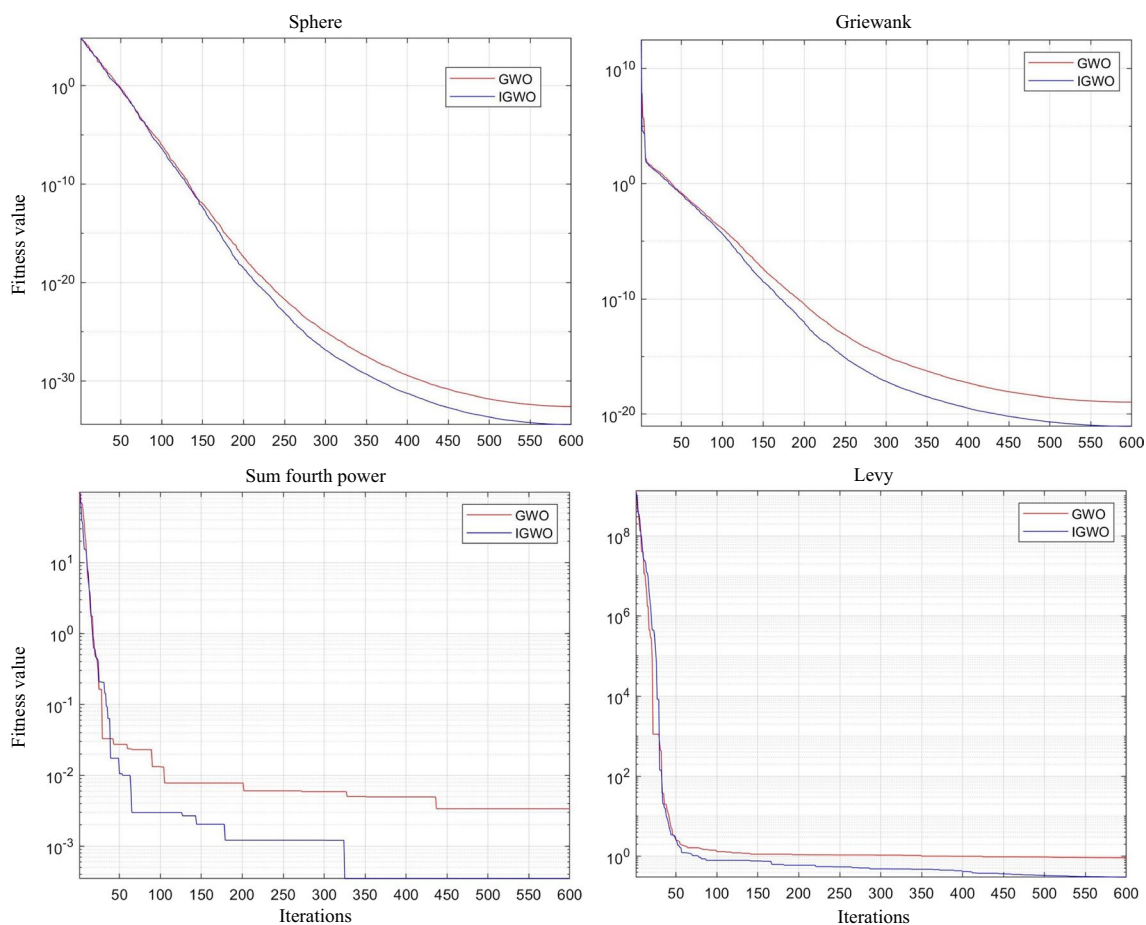 Sphere
Griewank
GWO
IGWO
GWO
IGWO
Fitness value
10^0
10^-10
10^-20
10^-30
50 100 150 200 250 300 350 400 450 500 550 600
10^10
10^0
10^-10
10^-20
50 100 150 200 250 300 350 400 450 500 550 600
Sum fourth power
Levy
GWO
IGWO
GWO
IGWO
Fitness value
10^1
10^0
10^-1
10^-2
10^-3
50 100 150 200 250 300 350 400 450 500 550 600
Iterations
10^8
10^6
10^4
10^2
10^0
50 100 150 200 250 300 350 400 450 500 550 600
Iterations